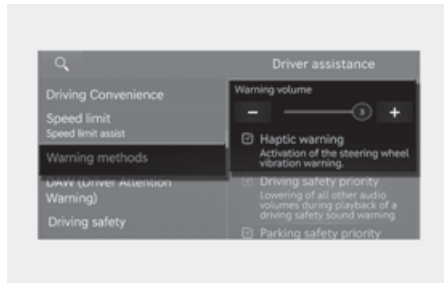 Driver assistance
Driving Convenience
Speed limit
Speed limit assist
Warning methods
DAW (Driver Attention
Warning)
Driving safety
Warning volume
3
Haptic warning
Activation of the steering wheel
vibration warning.
Driving safety priority
Lowering of all other audio
volumes during playback of a
driving safety sound warning
Parking safety priority